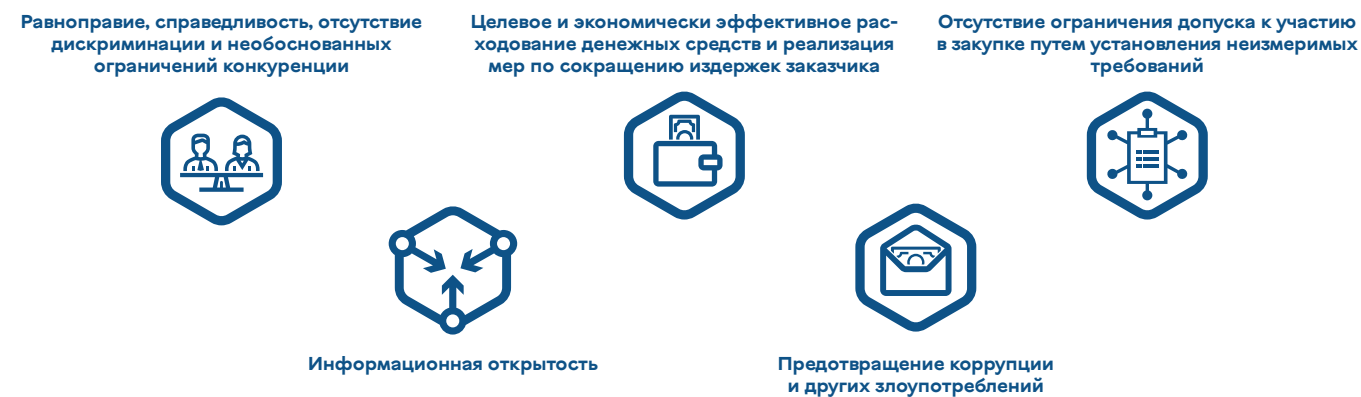 Равноправие, справедливость, отсутствие
дискриминации и необоснованных
ограничений конкуренции
Целевое и экономически эффективное рас-
ходование денежных средств и реализация
мер по сокращению издержек заказчика
Отсутствие ограничения допуска к участию
в закупке путем установления неизмеримых
требований
Информационная открытость
Предотвращение коррупции
и других злоупотреблений